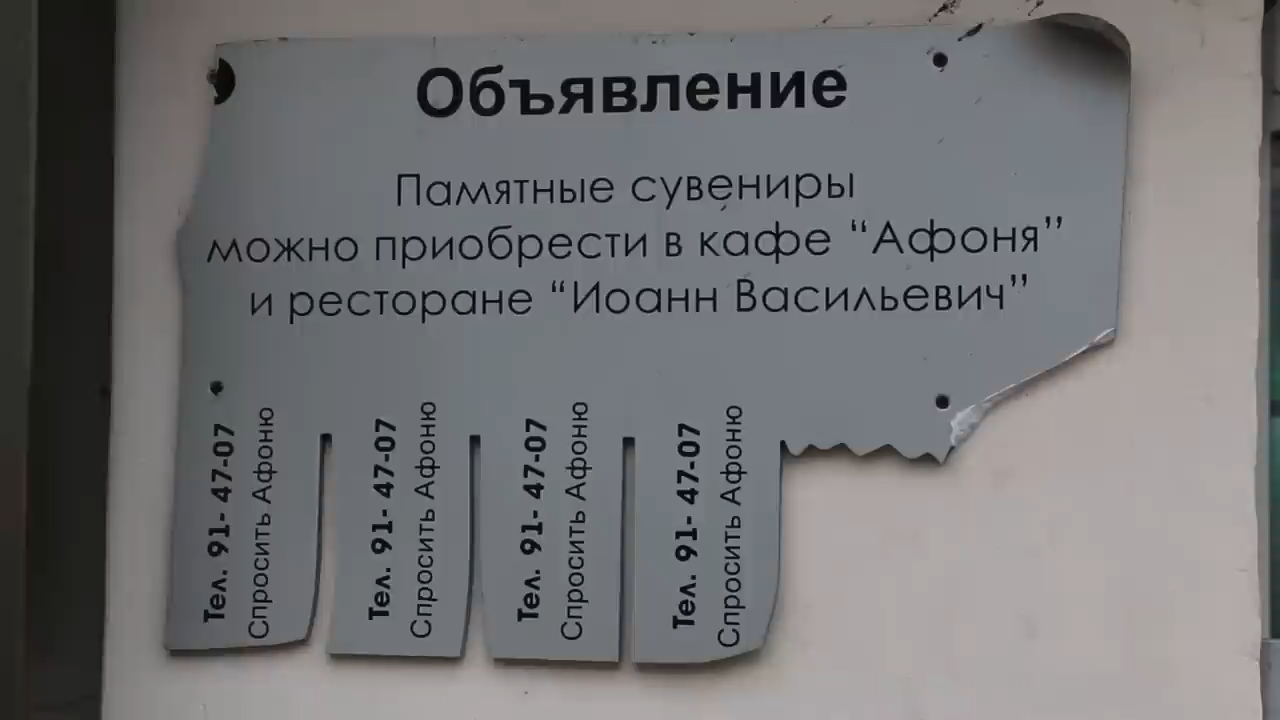 Объявление
Памятные сувениры
можно приобрести в кафе “Афоня”
и ресторане “Иоанн Васильевич”
Тел. 91- 47-07
Спросить Афоню
Тел. 91- 47-07
Спросить Афоню
Тел. 91- 47-07
Спросить Афоню
Тел. 91- 47-07
Спросить Афоню